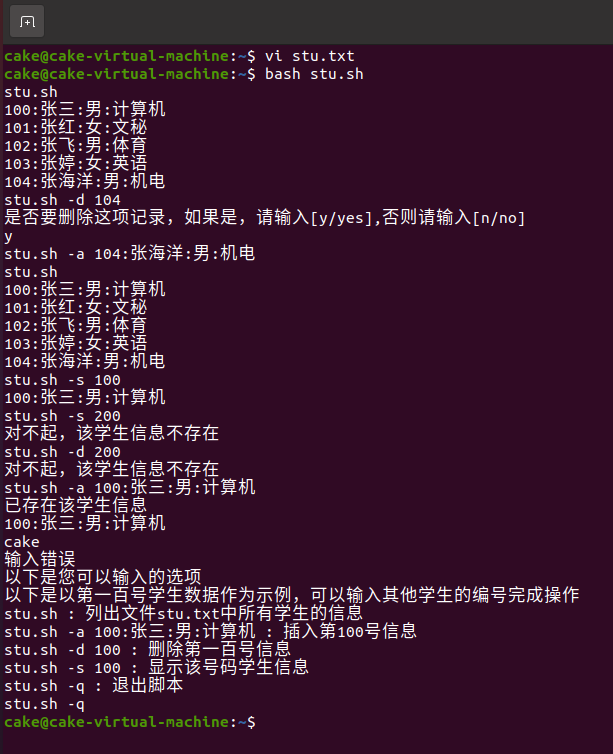 cake@cake-virtual-machine:~$ vi stu.txt
cake@cake-virtual-machine:~$ bash stu.sh
stu.sh
100:张三:男:计算机
101:张红:女:文秘
102:张飞:男:体育
103:张婷:女:英语
104:张海洋:男:机电
stu.sh -d 104
是否要删除这项记录，如果是，请输入[y/yes],否则请输入[n/no]
y
stu.sh -a 104:张海洋:男:机电
stu.sh
100:张三:男:计算机
101:张红:女:文秘
102:张飞:男:体育
103:张婷:女:英语
104:张海洋:男:机电
stu.sh -s 100
100:张三:男:计算机
stu.sh -s 200
对不起，该学生信息不存在
stu.sh -d 200
对不起，该学生信息不存在
stu.sh -a 100:张三:男:计算机
已存在该学生信息
100:张三:男:计算机
cake
输入错误
以下是您可以输入的选项
以下是以第一百号学生数据作为示例，可以输入其他学生的编号完成操作
stu.sh : 列出文件stu.txt中所有学生的信息
stu.sh -a 100:张三:男:计算机 : 插入第100号信息
stu.sh -d 100 : 删除第一百号信息
stu.sh -s 100 : 显示该号码学生信息
stu.sh -q : 退出脚本
stu.sh -q
cake@cake-virtual-machine:~$